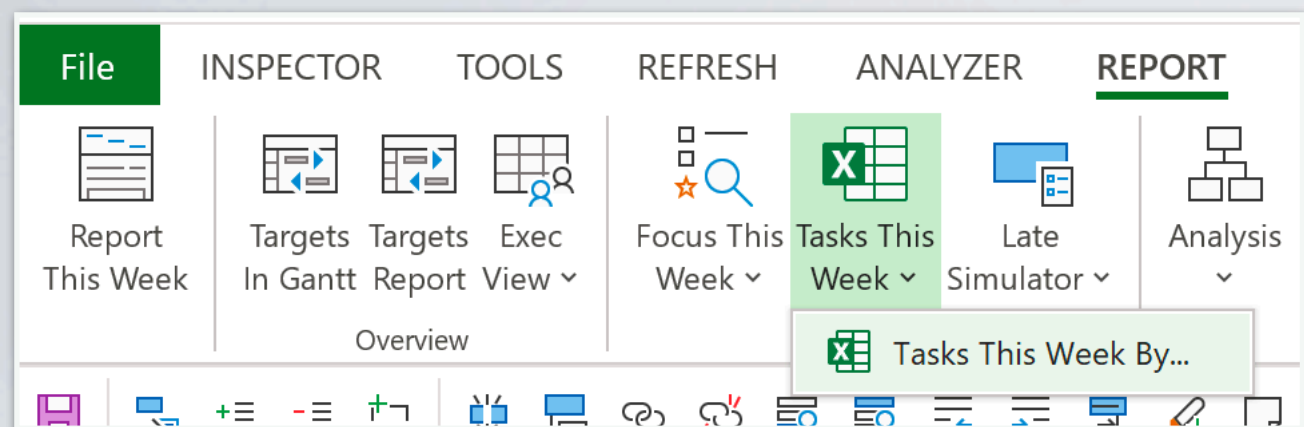 File INSPECTOR TOOLS REFRESH ANALYZER REPORT
Report This Week
Targets In Gantt
Targets Report
Exec View
Overview
Focus This Week
Tasks This Week
Late Simulator
Analysis
Tasks This Week By...